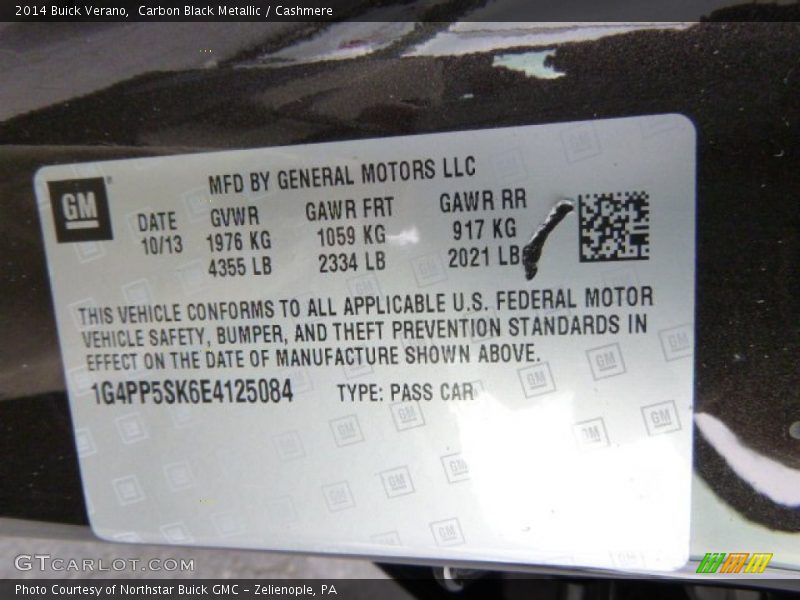 2014 Buick Verano,  Carbon Black Metallic / Cashmere
MFD BY GENERAL MOTORS LLC
GM
DATE GVWR GAWR FRT GAWR RR
10/13 1976 KG 1059 KG 917 KG
4355 LB 2334 LB 2021 LB
THIS VEHICLE CONFORMS TO ALL APPLICABLE U.S. FEDERAL MOTOR
VEHICLE SAFETY, BUMPER, AND THEFT PREVENTION STANDARDS IN
EFFECT ON THE DATE OF MANUFACTURE SHOWN ABOVE.
1G4PP5SK6E4125084 TYPE: PASS CAR
GTCARLOT.COM
Photo Courtesy of Northstar Buick GMC – Zelienople, PA